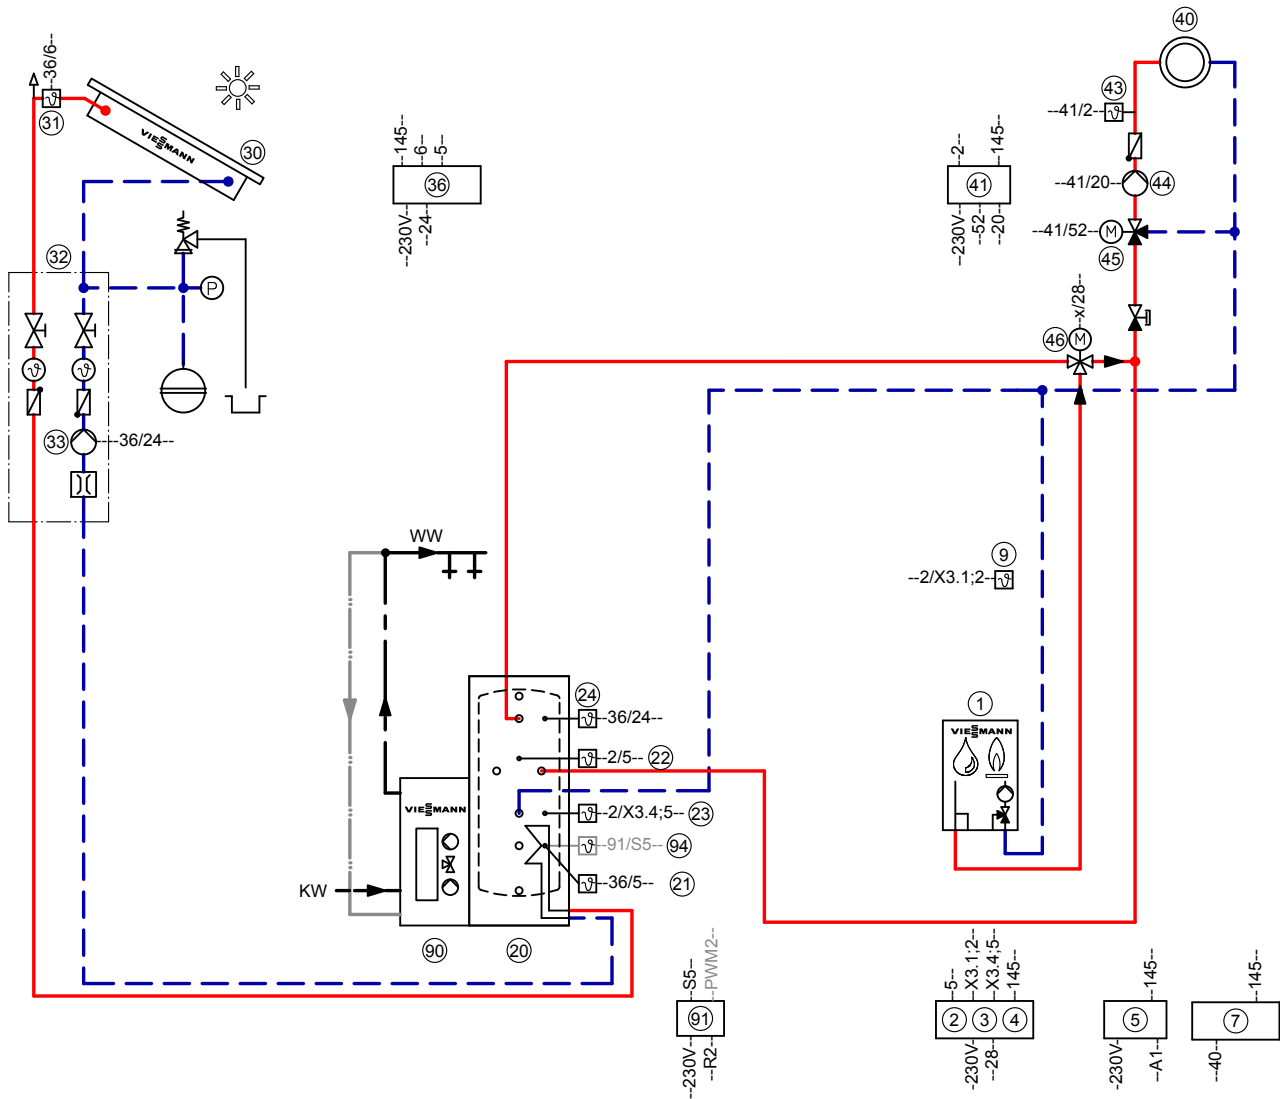 40
--36/6--
31
30
VIESSMANN
43
--41/2--
--145--
6--
5--
36
--230V--
--24--
2--
145--
41
--230V--
--52--
--20--
--41/20--
44
--41/52--
M
45
32
P
--x/28--
46
M
33
----36/24--
WW
9
--2/X3.1;2--
24
--36/24--
--2/5--
22
--2/X3.4;5--
23
--91/S5--
94
--36/5--
21
1
VIESSMANN
VIESSMANN
KW
90
20
--S5--
--PWM2--
91
--230V--
--R2--
5--
X3.1;2--
X3.4;5--
145--
2
3
4
-230V-
--28--
--145--
5
-230V-
--A1--
--145--
7
--40--